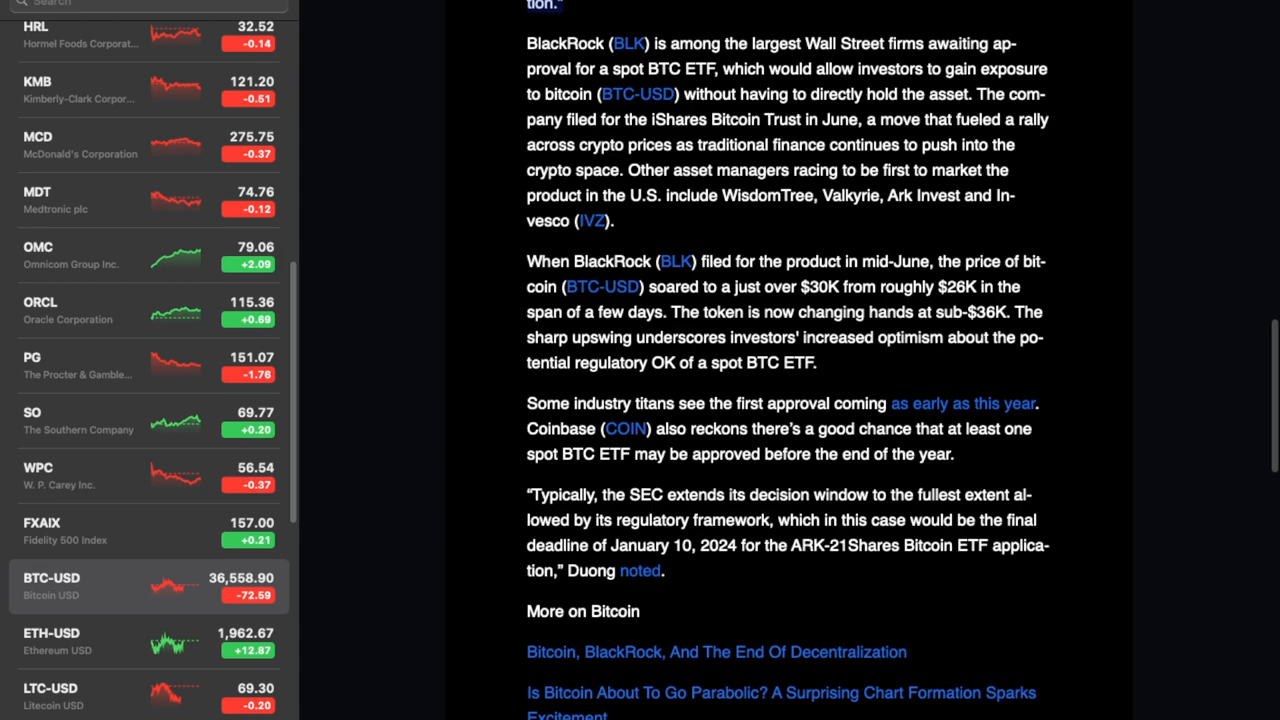 Search
HRL
32.52
Hormel Foods Corporat...
-0.14
KMB
121.20
Kimberly-Clark Corpor...
-0.51
MCD
275.75
McDonald's Corporation
-0.37
MDT
74.76
Medtronic plc
-0.12
OMC
79.06
Omnicom Group Inc.
+2.09
ORCL
115.36
Oracle Corporation
+0.69
PG
151.07
The Procter & Gamble...
-1.76
SO
69.77
The Southern Company
+0.20
WPC
56.54
W. P. Carey Inc.
-0.37
FXAIX
157.00
Fidelity 500 Index
+0.21
BTC-USD
36,558.90
Bitcoin USD
-72.59
ETH-USD
1,962.67
Ethereum USD
+12.87
LTC-USD
69.30
Litecoin USD
-0.20
tion.”
BlackRock (BLK) is among the largest Wall Street firms awaiting ap-
proval for a spot BTC ETF, which would allow investors to gain exposure
to bitcoin (BTC-USD) without having to directly hold the asset. The com-
pany filed for the iShares Bitcoin Trust in June, a move that fueled a rally
across crypto prices as traditional finance continues to push into the
crypto space. Other asset managers racing to be first to market the
product in the U.S. include WisdomTree, Valkyrie, Ark Invest and In-
vesco (IVZ).
When BlackRock (BLK) filed for the product in mid-June, the price of bit-
coin (BTC-USD) soared to a just over $30K from roughly $26K in the
span of a few days. The token is now changing hands at sub-$36K. The
sharp upswing underscores investors' increased optimism about the po-
tential regulatory OK of a spot BTC ETF.
Some industry titans see the first approval coming as early as this year.
Coinbase (COIN) also reckons there’s a good chance that at least one
spot BTC ETF may be approved before the end of the year.
“Typically, the SEC extends its decision window to the fullest extent al-
lowed by its regulatory framework, which in this case would be the final
deadline of January 10, 2024 for the ARK-21Shares Bitcoin ETF applica-
tion,” Duong noted.
More on Bitcoin
Bitcoin, BlackRock, And The End Of Decentralization
Is Bitcoin About To Go Parabolic? A Surprising Chart Formation Sparks
Excitement